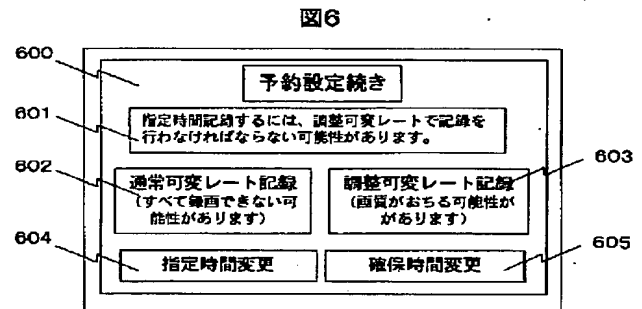 図6
600
予約設定続き
601
指定時間記録するには、調整可変レートで記録を
行わなければならない可能性があります。
602
通常可変レート記録
(すべて録画できない可
能性があります)
603
調整可変レート記録
(画質がおちる可能性が
があります)
604
指定時間変更
確保時間変更
605